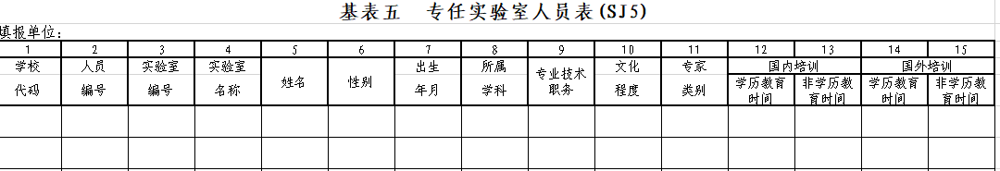 基表五 专任实验室人员表(SJ5)
填报单位:
1 2 3 4 5 6 7 8 9 10 11 12 13 14 15
学校 人员 实验室 实验室 姓名 性别 出生 所属 专业技术 文化 专家 国内培训 国外培训
代码 编号 编号 名称 年月 学科 职务 程度 类别 学历教育 非学历教 学历教育 非学历教
时间 育时间 时间 育时间